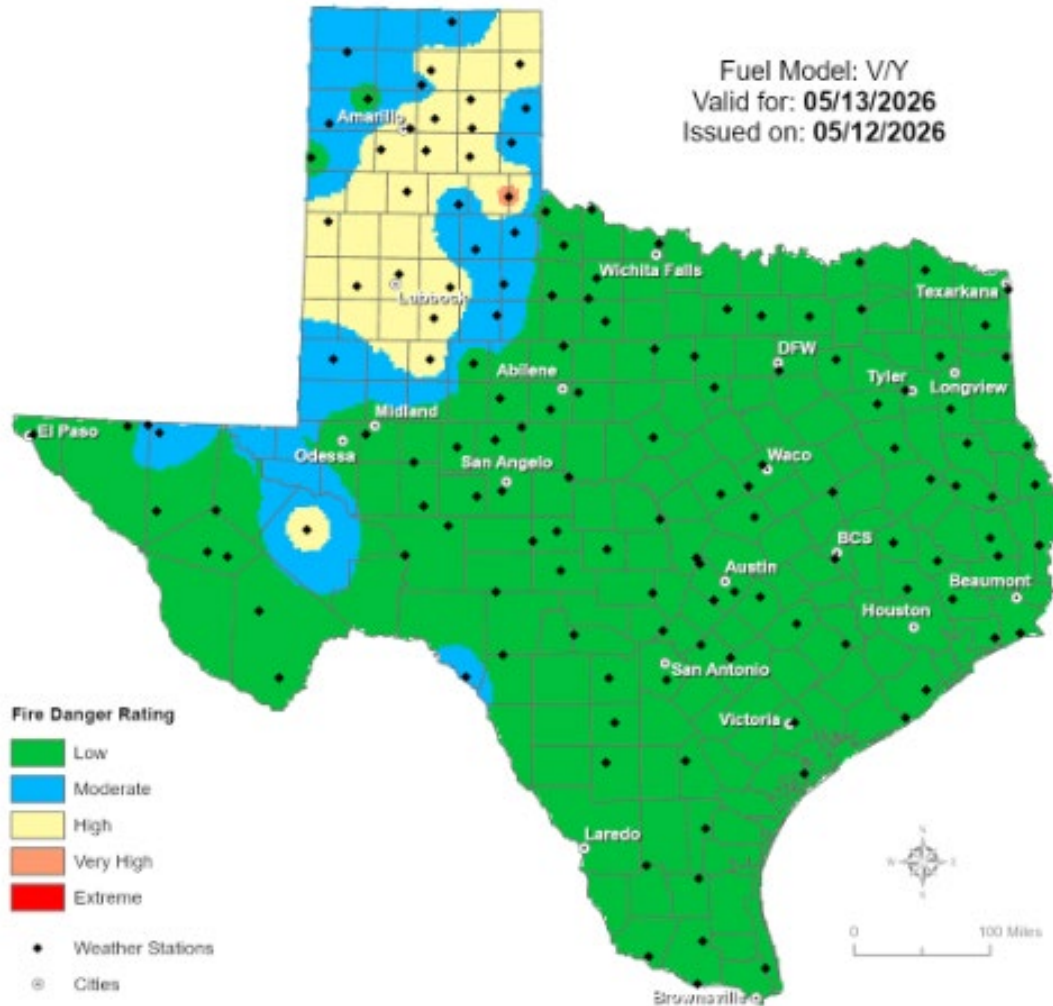 Fuel Model: V/Y
Valid for: 05/13/2026
Issued on: 05/12/2026
Amarillo
Wichita Falls
Lubbock
Texarkana
DFW
Abilene
Tyler
Longview
El Paso
Midland
Odessa
San Angelo
Waco
BCS
Austin
Beaumont
Houston
San Antonio
Victoria
Laredo
Brownsville
Fire Danger Rating
Low
Moderate
High
Very High
Extreme
Weather Stations
Cities
N
W
E
S
0
100 Miles